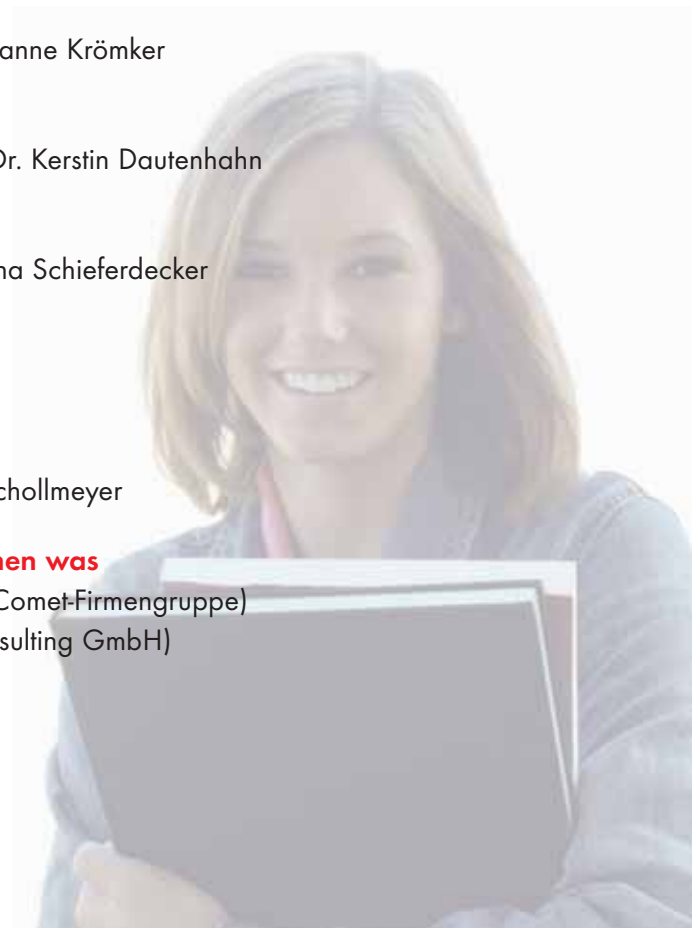 anne Krömker
Dr. Kerstin Dautenhahn
na Schieferdecker
chollmeyer
nen was
Comet-Firmengruppe)
sulting GmbH)